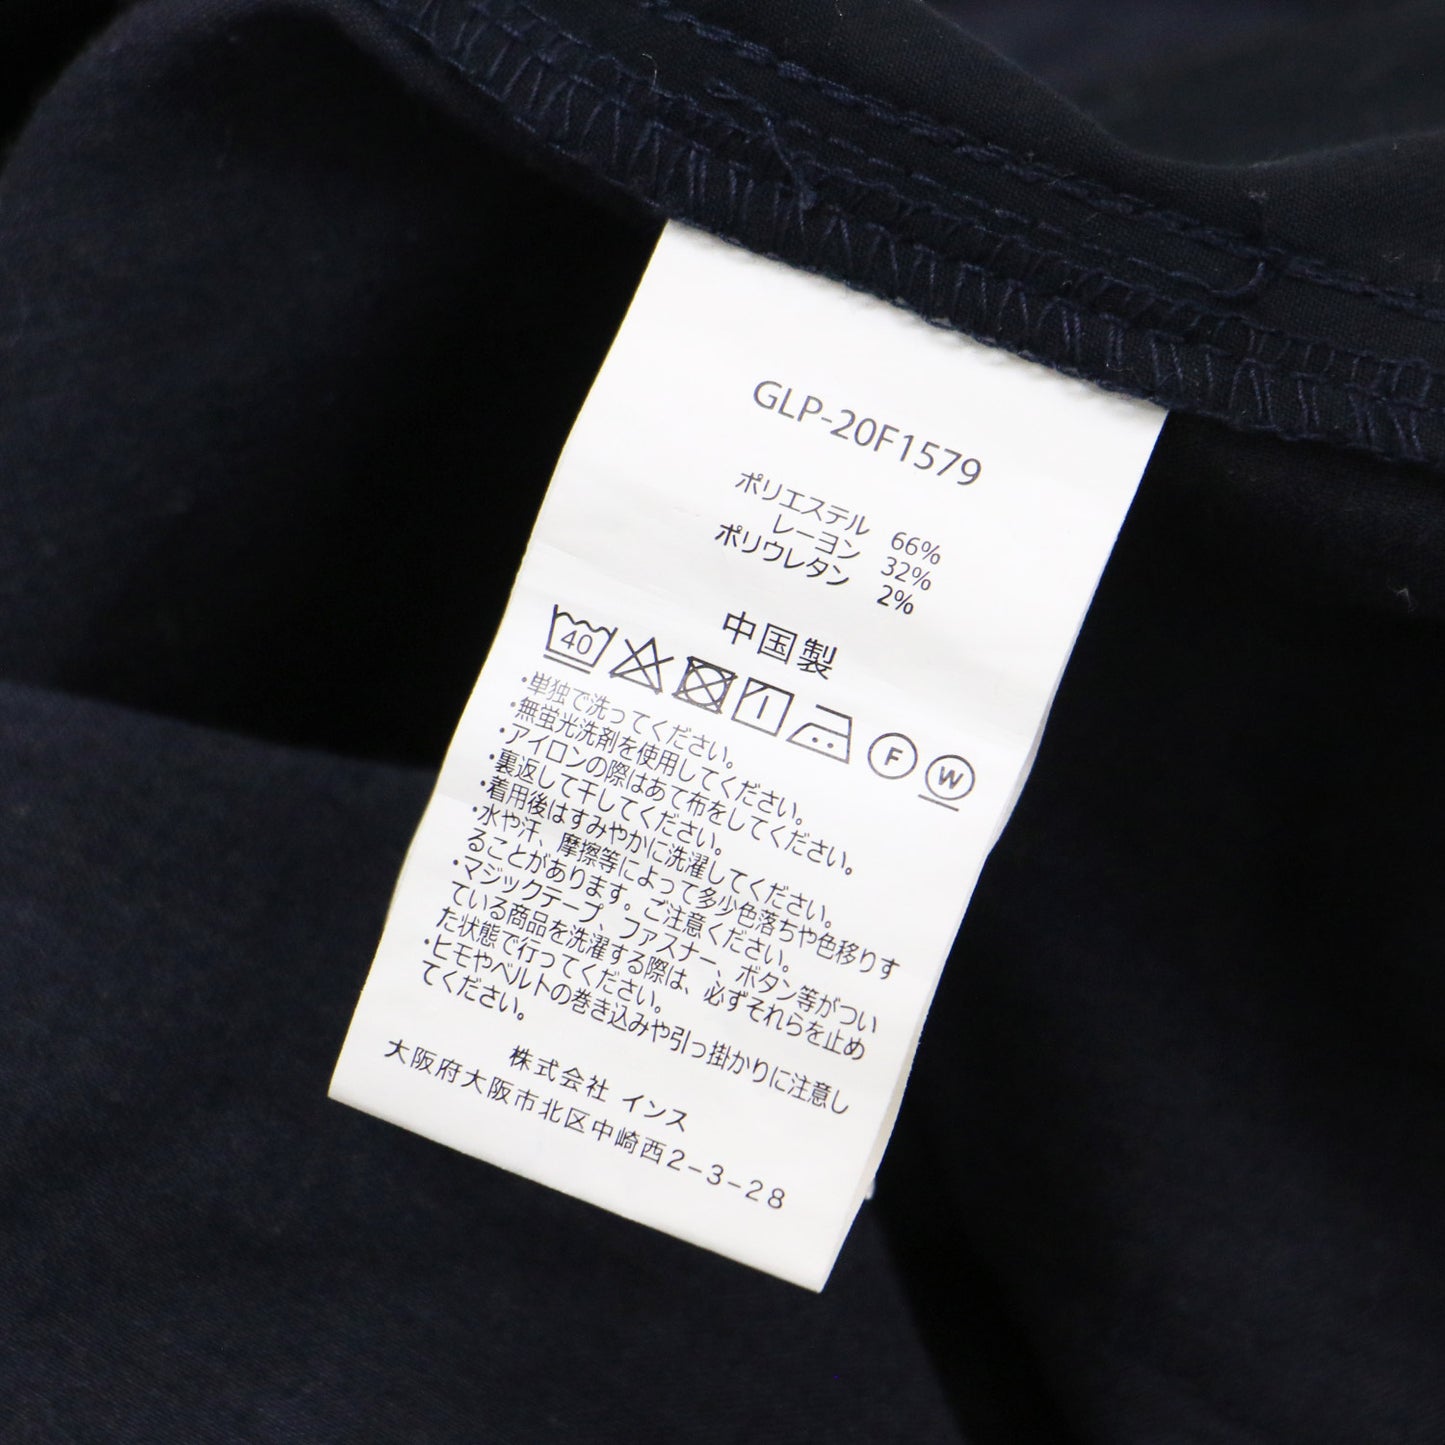 GLP-20F1579
ポリエステル 66%
レーヨン 32%
ポリウレタン 2%
中国製
40 F W
・単独で洗ってください。
・無蛍光洗剤を使用してください。
・アイロンの際はあて布をしてください。
・裏返して干してください。
・着用後はすみやかに洗濯してください。
・水や汗、摩擦等によって多少色落ちや色移りす
ることがあります。ご注意ください。
・マジックテープ、ファスナー、ボタン等がつい
ている商品を洗濯する際は、必ずそれらを止め
た状態で行ってください。
・ヒモやベルトの巻き込みや引っ掛かりに注意し
てください。
株式会社 インス
大阪府大阪市北区中崎西2-3-28